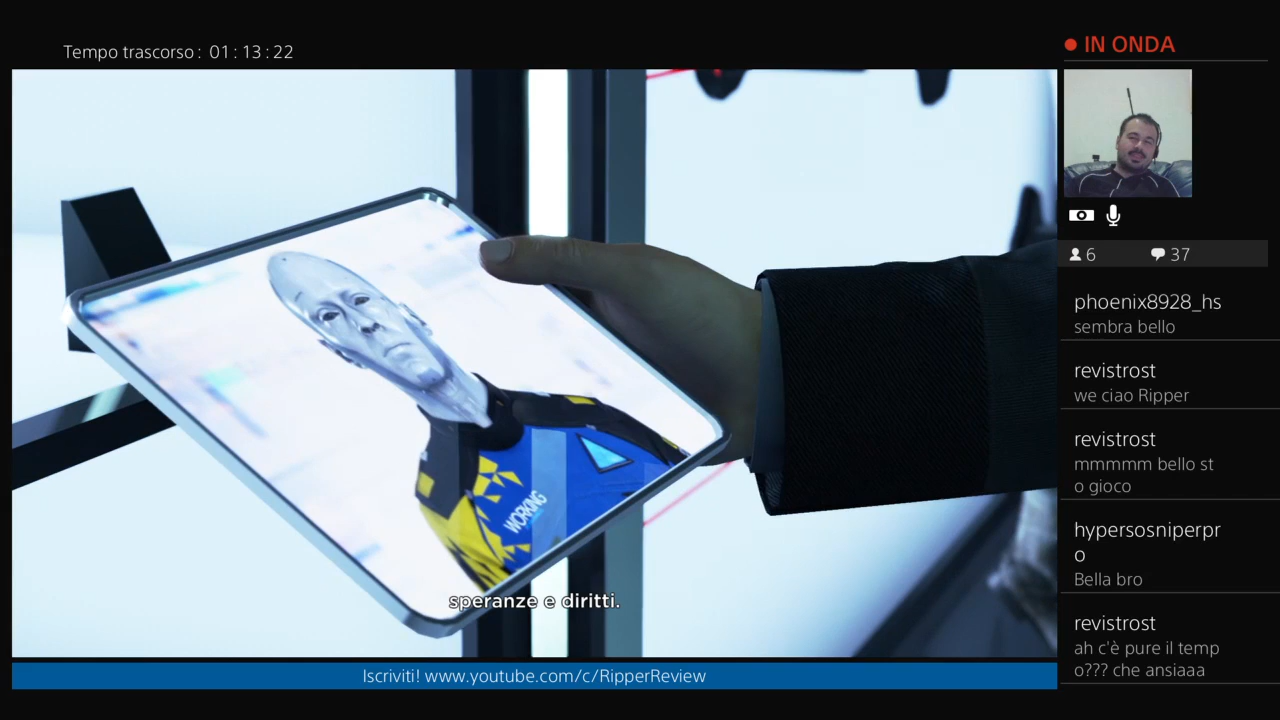 Tempo trascorso: 01:13:22
IN ONDA
6 37
phoenix8928_hs
sembra bello
revistrost
we ciao Ripper
revistrost
mmmmm bello st
o gioco
hypersosniperpr
o
Bella bro
revistrost
ah c'è pure il temp
o??? che ansiaaa
WORKING
speranze e diritti.
Iscriviti! www.youtube.com/c/RipperReview